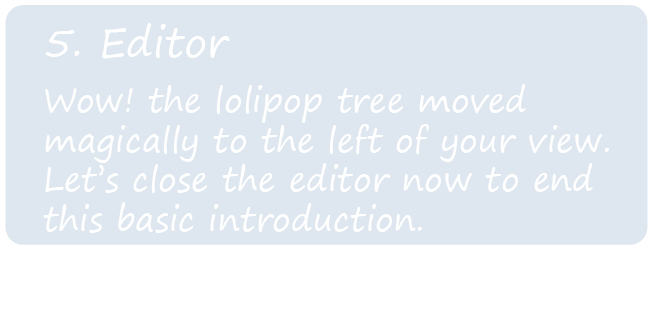 5. Editor
Wow! the lolipop tree moved
magically to the left of your view.
Let's close the editor now to end
this basic introduction.